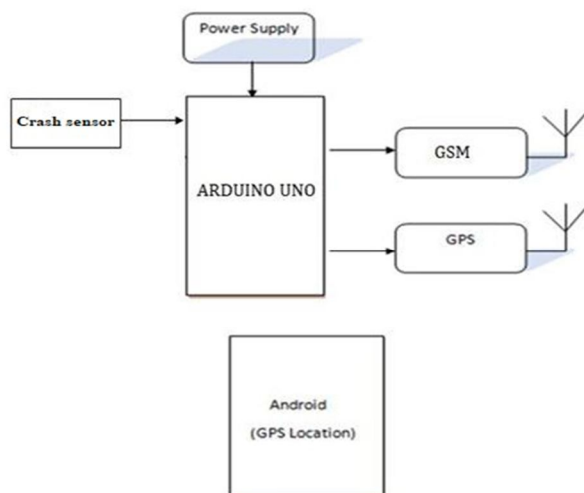 Power Supply
Crash sensor
ARDUINO UNO
GSM
GPS
Android
(GPS Location)